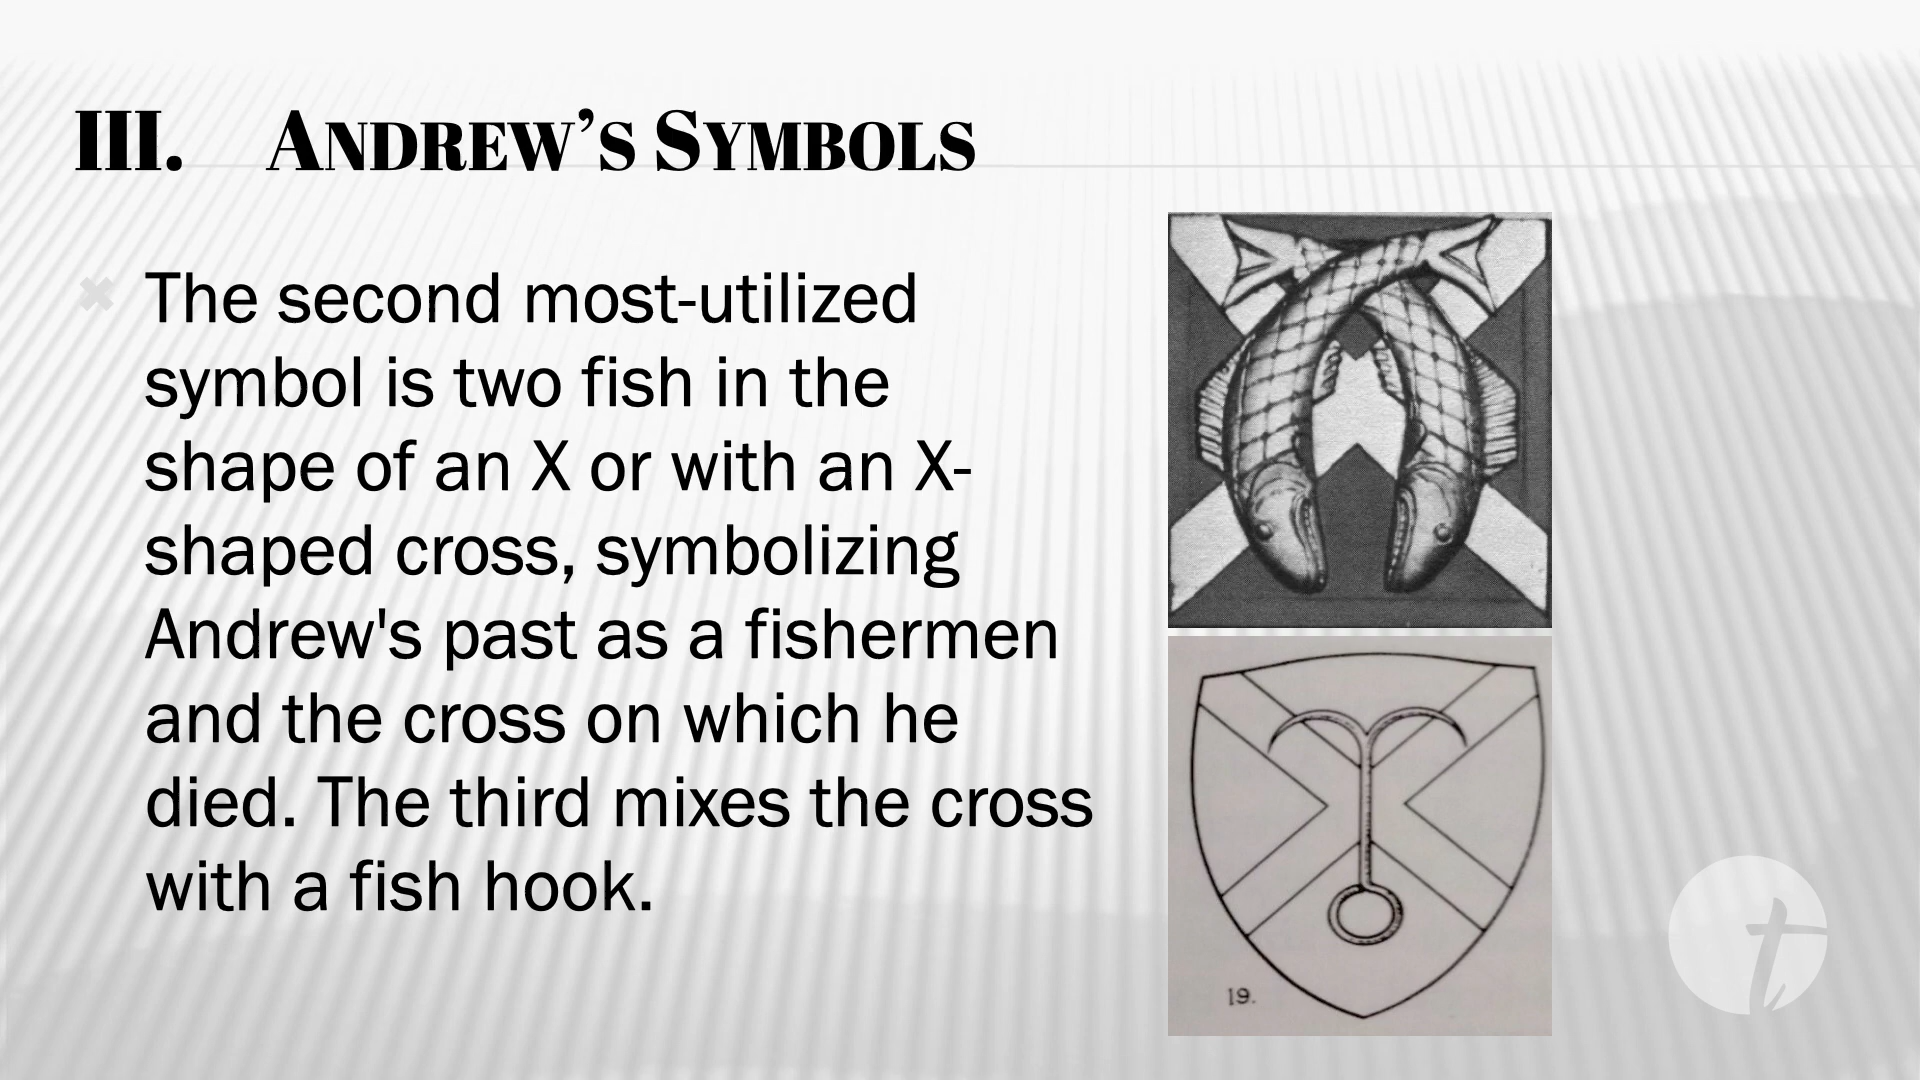 III. ANDREW’S SYMBOLS
The second most-utilized
symbol is two fish in the
shape of an X or with an X-
shaped cross, symbolizing
Andrew's past as a fishermen
and the cross on which he
died. The third mixes the cross
with a fish hook.
19.